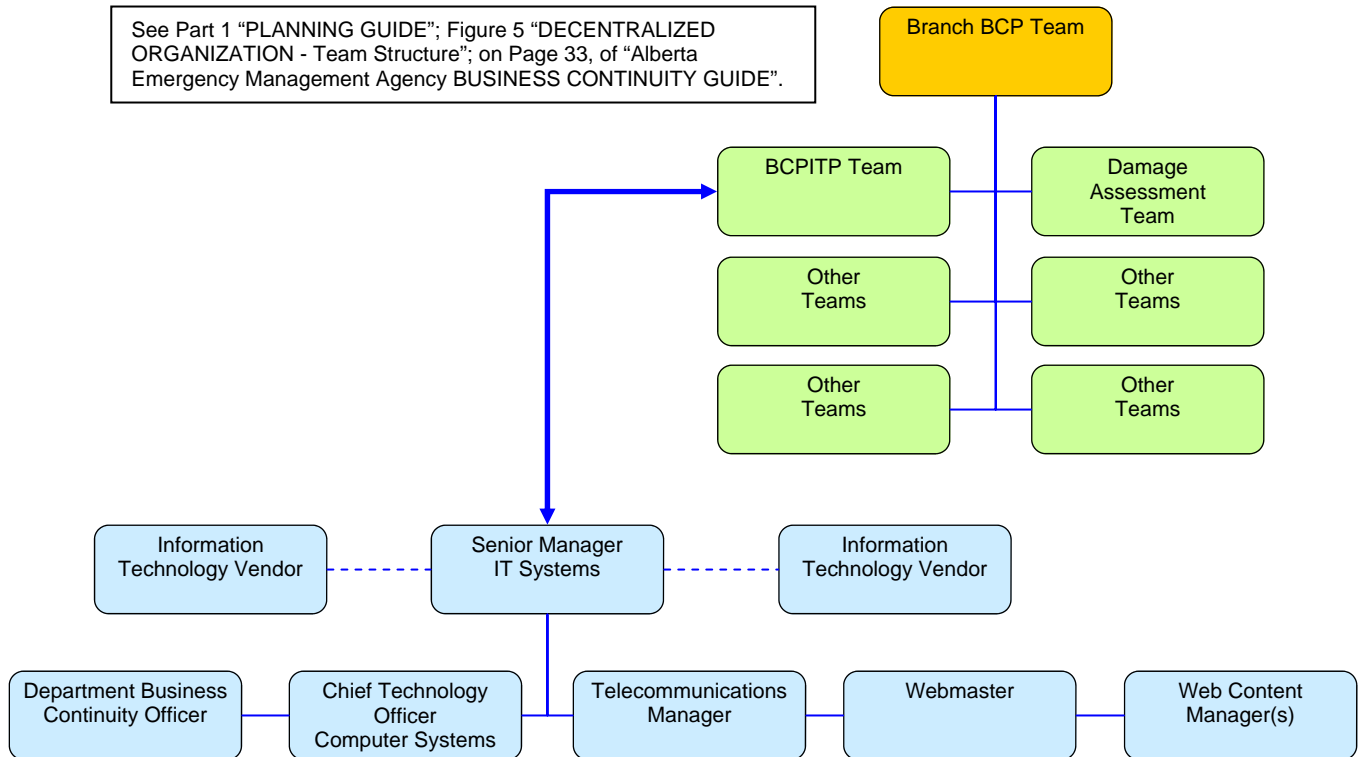 See Part 1 “PLANNING GUIDE”; Figure 5 “DECENTRALIZED
ORGANIZATION - Team Structure”; on Page 33, of “Alberta
Emergency Management Agency BUSINESS CONTINUITY GUIDE”.
Branch BCP Team
BCPITP Team
Damage
Assessment
Team
Other
Teams
Other
Teams
Other
Teams
Other
Teams
Information
Technology Vendor
Senior Manager
IT Systems
Information
Technology Vendor
Department Business
Continuity Officer
Chief Technology
Officer
Computer Systems
Telecommunications
Manager
Webmaster
Web Content
Manager(s)